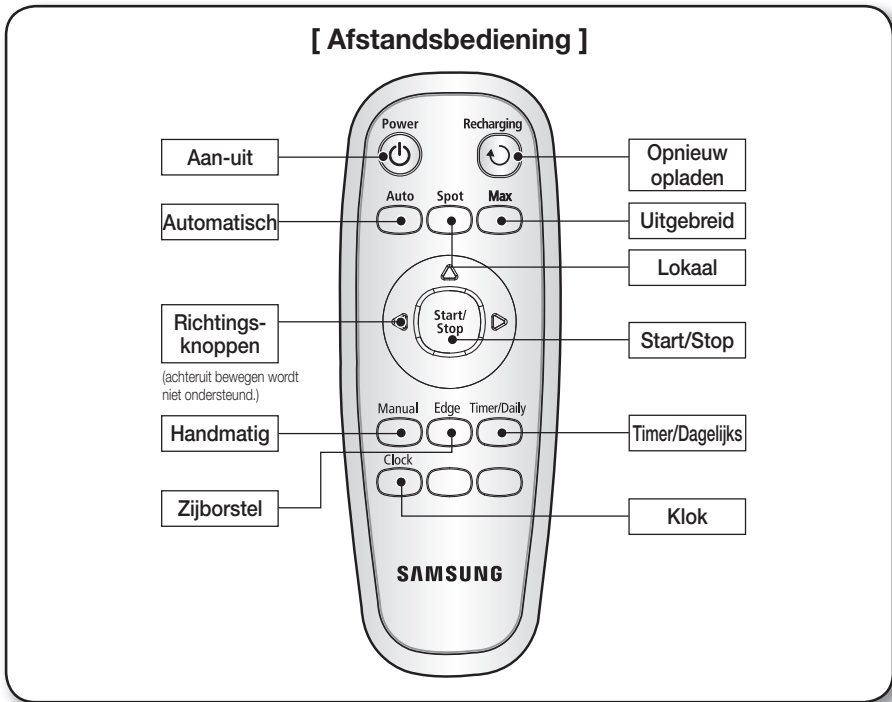 [ Afstandsbediening ]
Power
Recharging
Aan-uit
Opnieuw
opladen
Auto
Spot
Max
Automatisch
Uitgebreid
Lokaal
Richtings-
knoppen
Start/
Stop
Start/Stop
(achteruit bewegen wordt
niet ondersteund.)
Manual
Edge
Timer/Daily
Handmatig
Timer/Dagelijks
Clock
Zijborstel
Klok
SAMSUNG